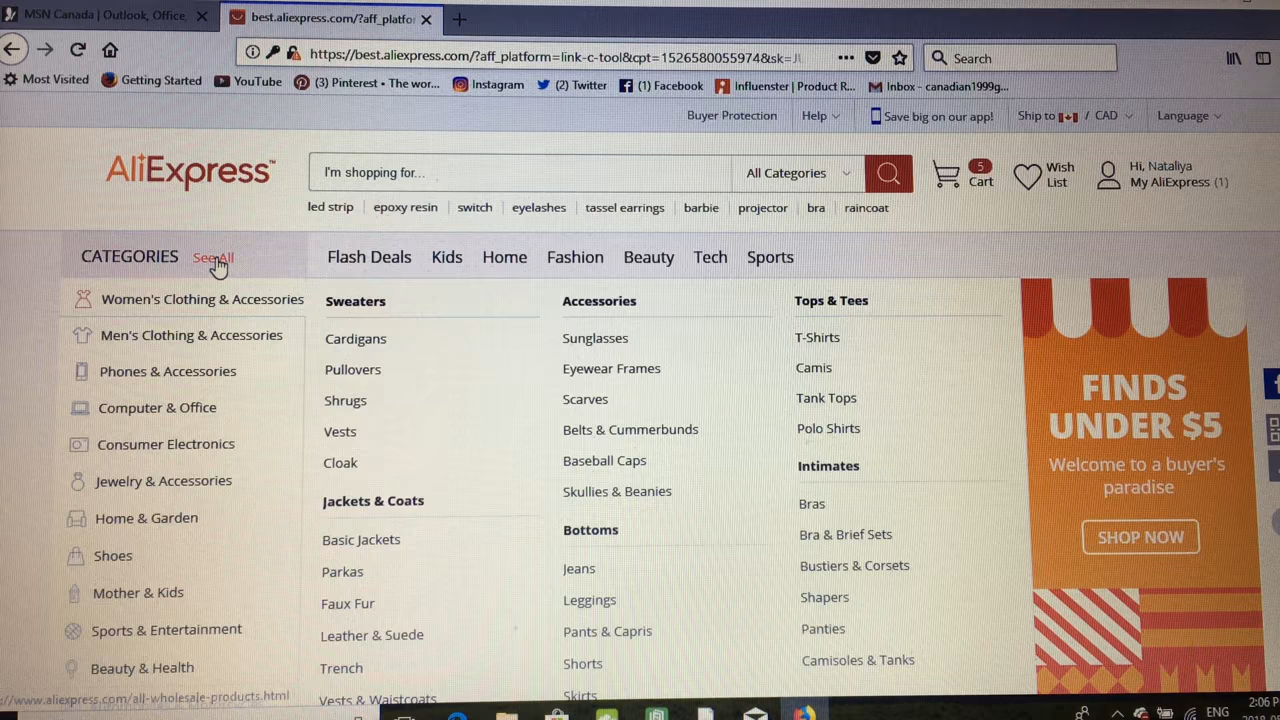 MSN Canada | Outlook, Office,
best.aliexpress.com/?aff_platfo
https://best.aliexpress.com/?aff_platform=link-c-tool&cpt=1526580055974&sk=
Search
Most Visited
Getting Started
YouTube
(3) Pinterest • The wor...
Instagram
(2) Twitter
(1) Facebook
Influenster | Product R...
Inbox - canadian1999g...
Buyer Protection
Help
Save big on our app!
Ship to / CAD
Language
AliExpress™
I'm shopping for...
All Categories
5
Cart
Wish List
Hi, Nataliya
My AliExpress (1)
led strip
epoxy resin
switch
eyelashes
tassel earrings
barbie
projector
bra
raincoat
CATEGORIES See All
Flash Deals
Kids
Home
Fashion
Beauty
Tech
Sports
Women's Clothing & Accessories
Men's Clothing & Accessories
Phones & Accessories
Computer & Office
Consumer Electronics
Jewelry & Accessories
Home & Garden
Shoes
Mother & Kids
Sports & Entertainment
Beauty & Health
Sweaters
Cardigans
Pullovers
Shrugs
Vests
Cloak
Jackets & Coats
Basic Jackets
Parkas
Faux Fur
Leather & Suede
Trench
Vests & Waistcoats
Accessories
Sunglasses
Eyewear Frames
Scarves
Belts & Cummerbunds
Baseball Caps
Skullies & Beanies
Bottoms
Jeans
Leggings
Pants & Capris
Shorts
Skirts
Tops & Tees
T-Shirts
Camis
Tank Tops
Polo Shirts
Intimates
Bras
Bra & Brief Sets
Bustiers & Corsets
Shapers
Panties
Camisoles & Tanks
FINDS
UNDER $5
Welcome to a buyer's
paradise
SHOP NOW
://www.aliexpress.com/all-wholesale-products.html
ENG
2:06 P